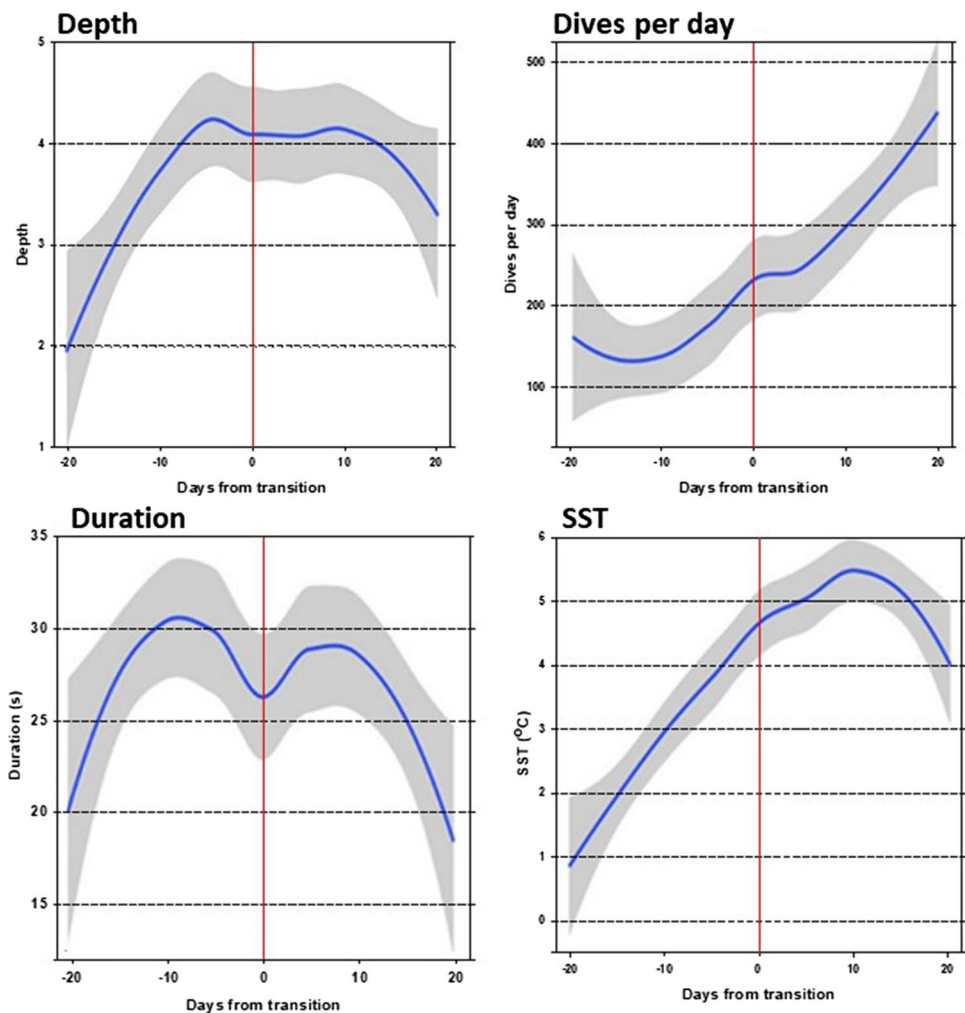 Depth
5
4
3
2
1
Depth
-20 -10 0 10 20
Days from transition
Dives per day
500
400
300
200
100
Dives per day
-20 -10 0 10 20
Days from transition
Duration
35
30
25
20
15
Duration (s)
-20 -10 0 10 20
Days from transition
SST
6
5
4
3
2
1
0
SST (°C)
-20 -10 0 10 20
Days from transition